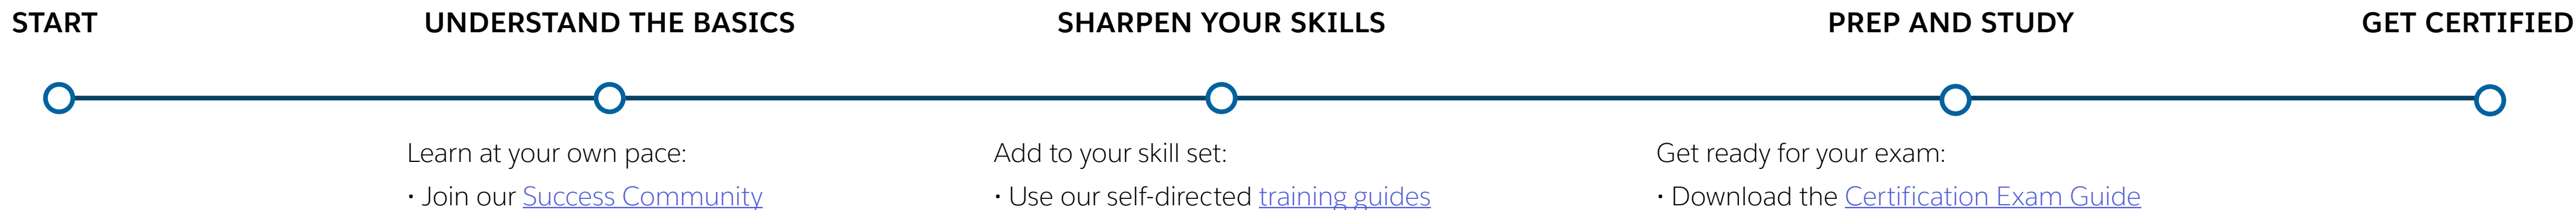 START
UNDERSTAND THE BASICS
SHARPEN YOUR SKILLS
PREP AND STUDY
GET CERTIFIED
Learn at your own pace:
• Join our Success Community
Add to your skill set:
• Use our self-directed training guides
Get ready for your exam:
• Download the Certification Exam Guide